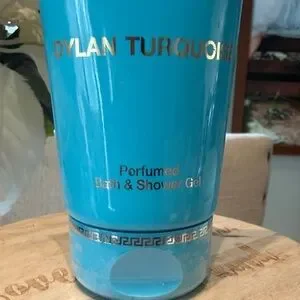 DYLAN TURQUOISE
Perfumed
Bath & Shower Gel